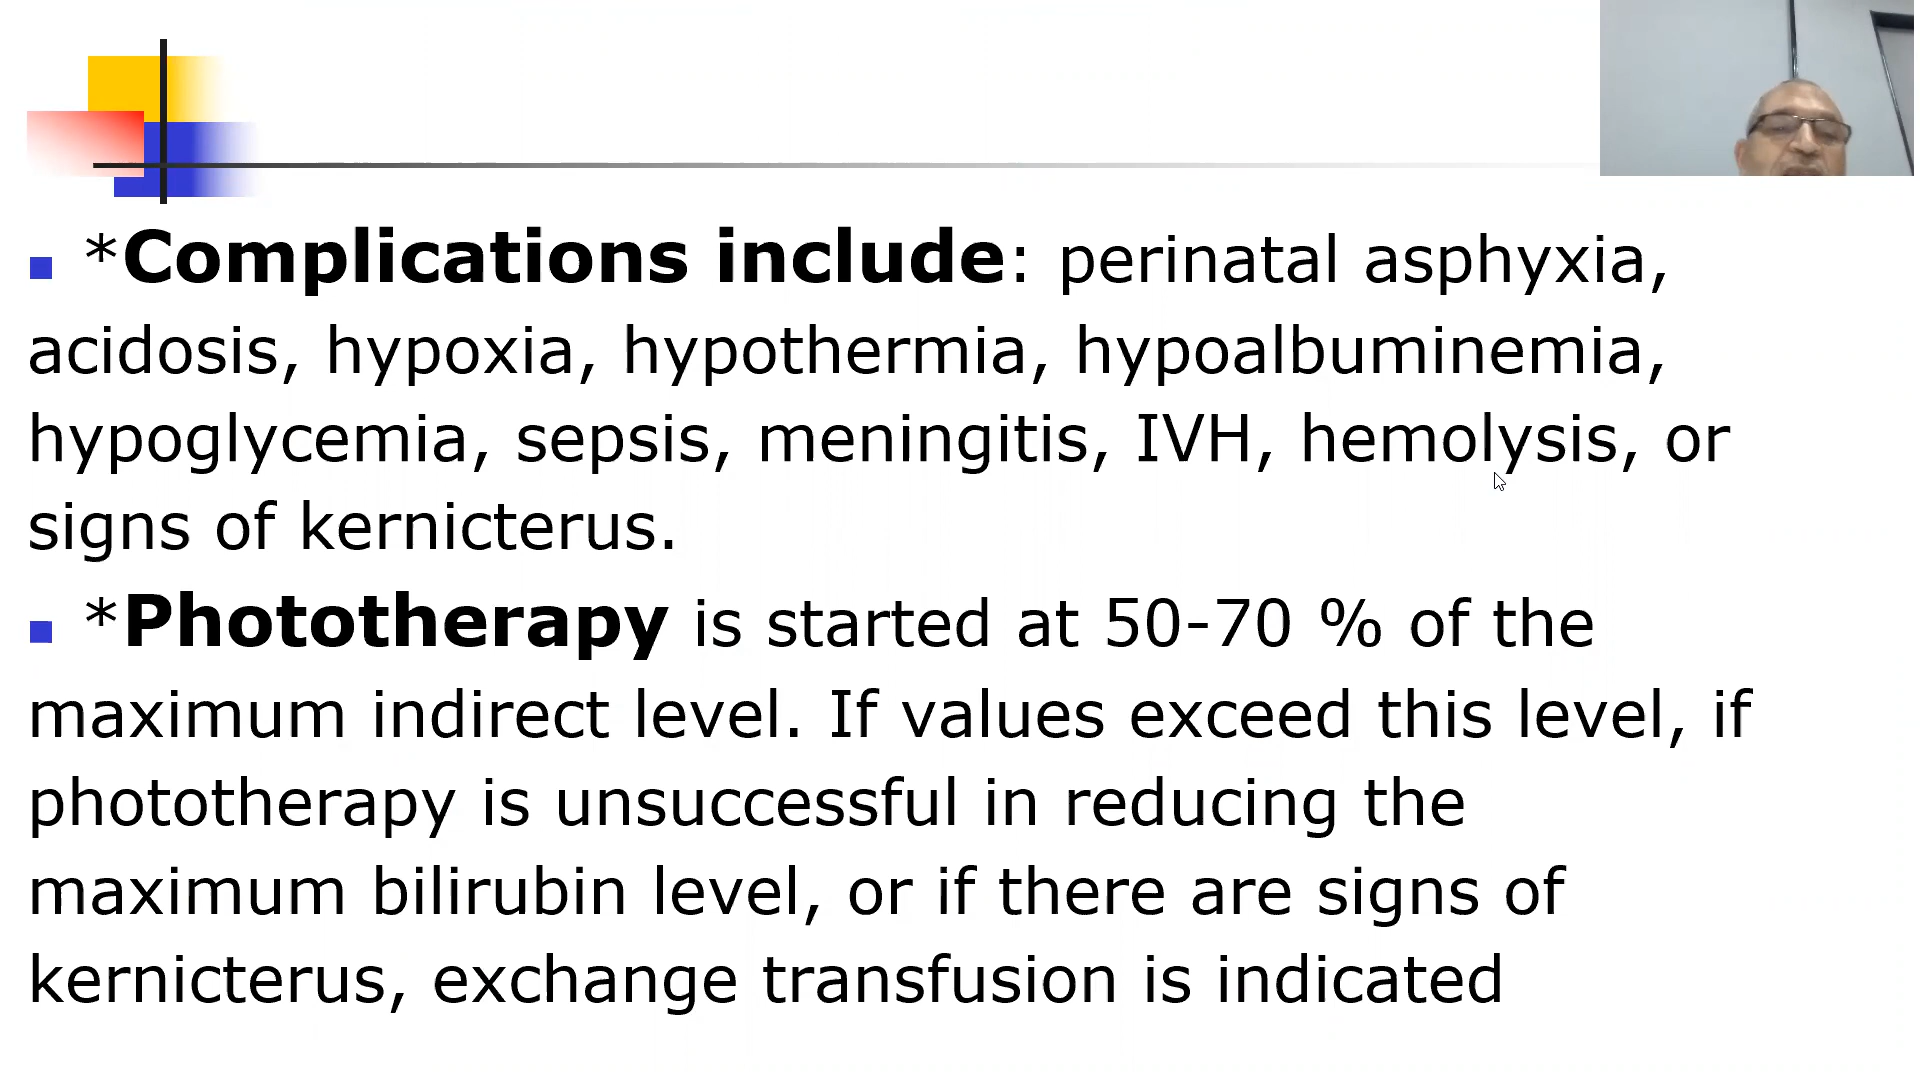 *Complications include: perinatal asphyxia,
acidosis, hypoxia, hypothermia, hypoalbuminemia,
hypoglycemia, sepsis, meningitis, IVH, hemolysis, or
signs of kernicterus.
*Phototherapy is started at 50-70 % of the
maximum indirect level. If values exceed this level, if
phototherapy is unsuccessful in reducing the
maximum bilirubin level, or if there are signs of
kernicterus, exchange transfusion is indicated